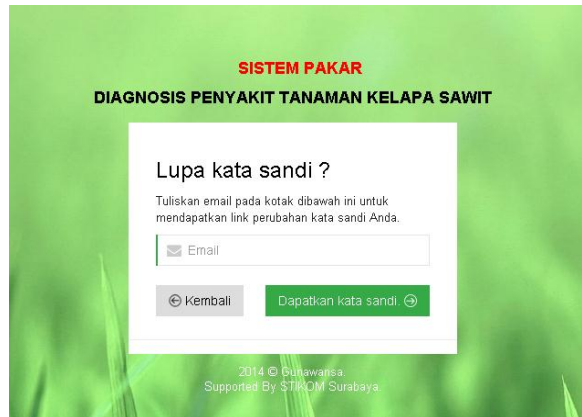 SISTEM PAKAR
DIAGNOSIS PENYAKIT TANAMAN KELAPA SAWIT
Lupa kata sandi ?
Tuliskan email pada kotak dibawah ini untuk
mendapatkan link perubahan kata sandi Anda.
Email
Kembali
Dapatkan kata sandi.
2014 © Gunawansa.
Supported By STIKOM Surabaya.